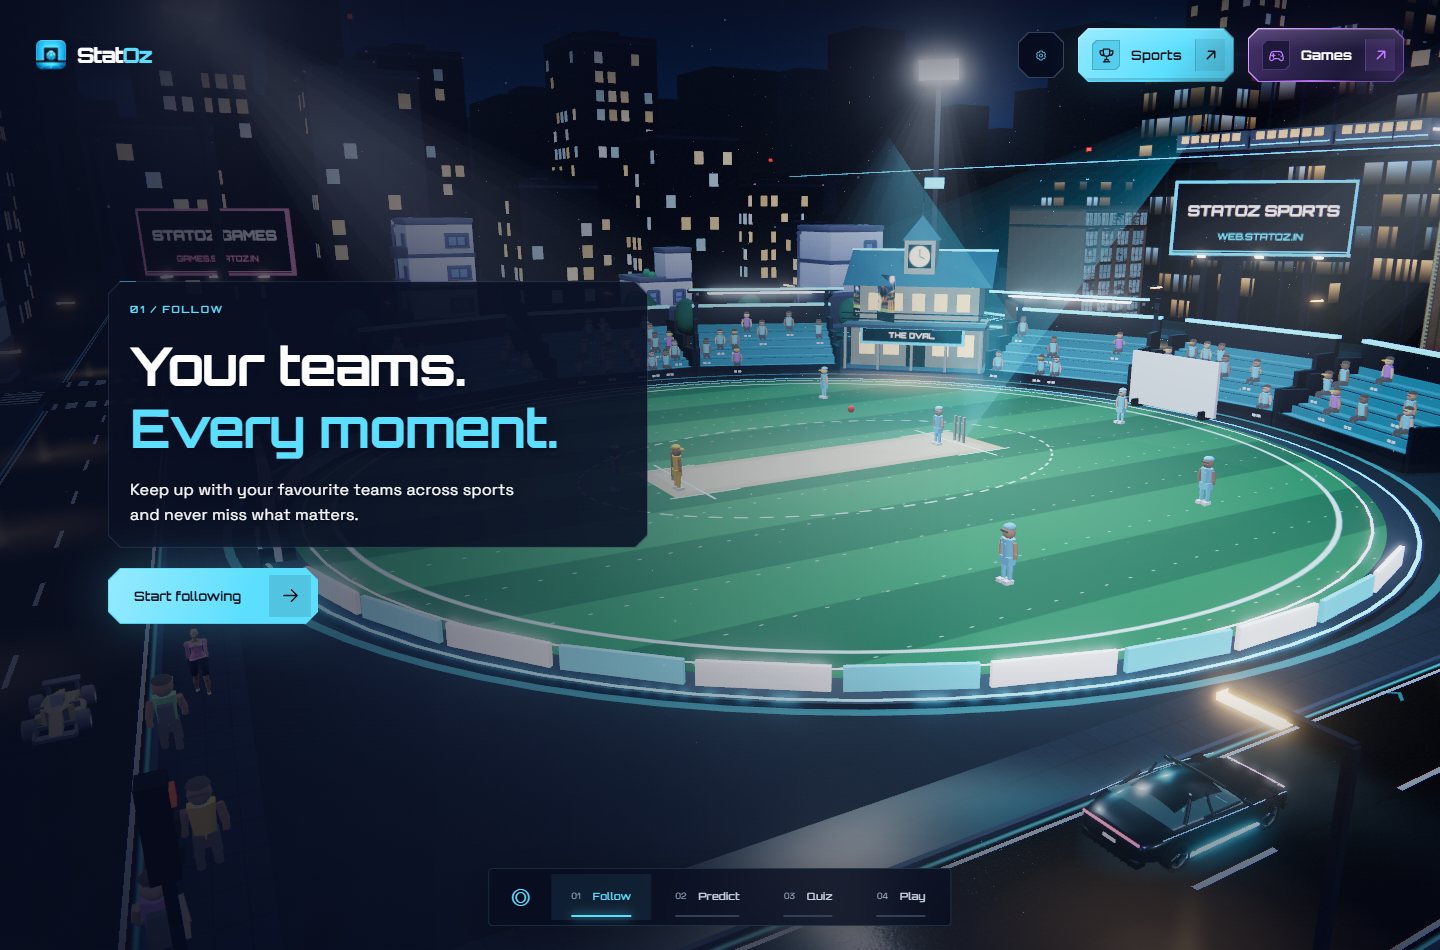 StatOz
Sports
Games
STATOZ GAMES
STATOZ SPORTS
WEB.STATOZ.IN
THE OVAL
01 / FOLLOW
Your teams.
Every moment.
Keep up with your favourite teams across sports
and never miss what matters.
Start following
01 Follow
02 Predict
03 Quiz
04 Play